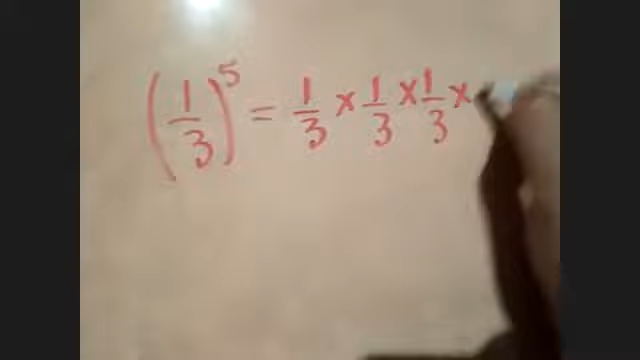 (1/3)^5 = 1/3 × 1/3 × 1/3 ×